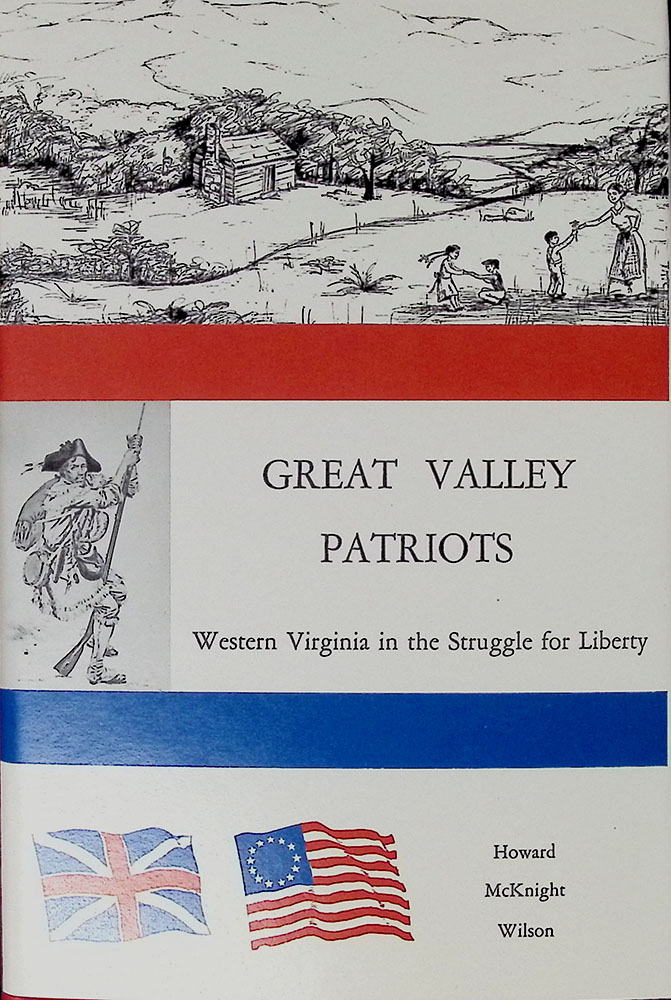 GREAT VALLEY
PATRIOTS
Western Virginia in the Struggle for Liberty
Howard
McKnight
Wilson